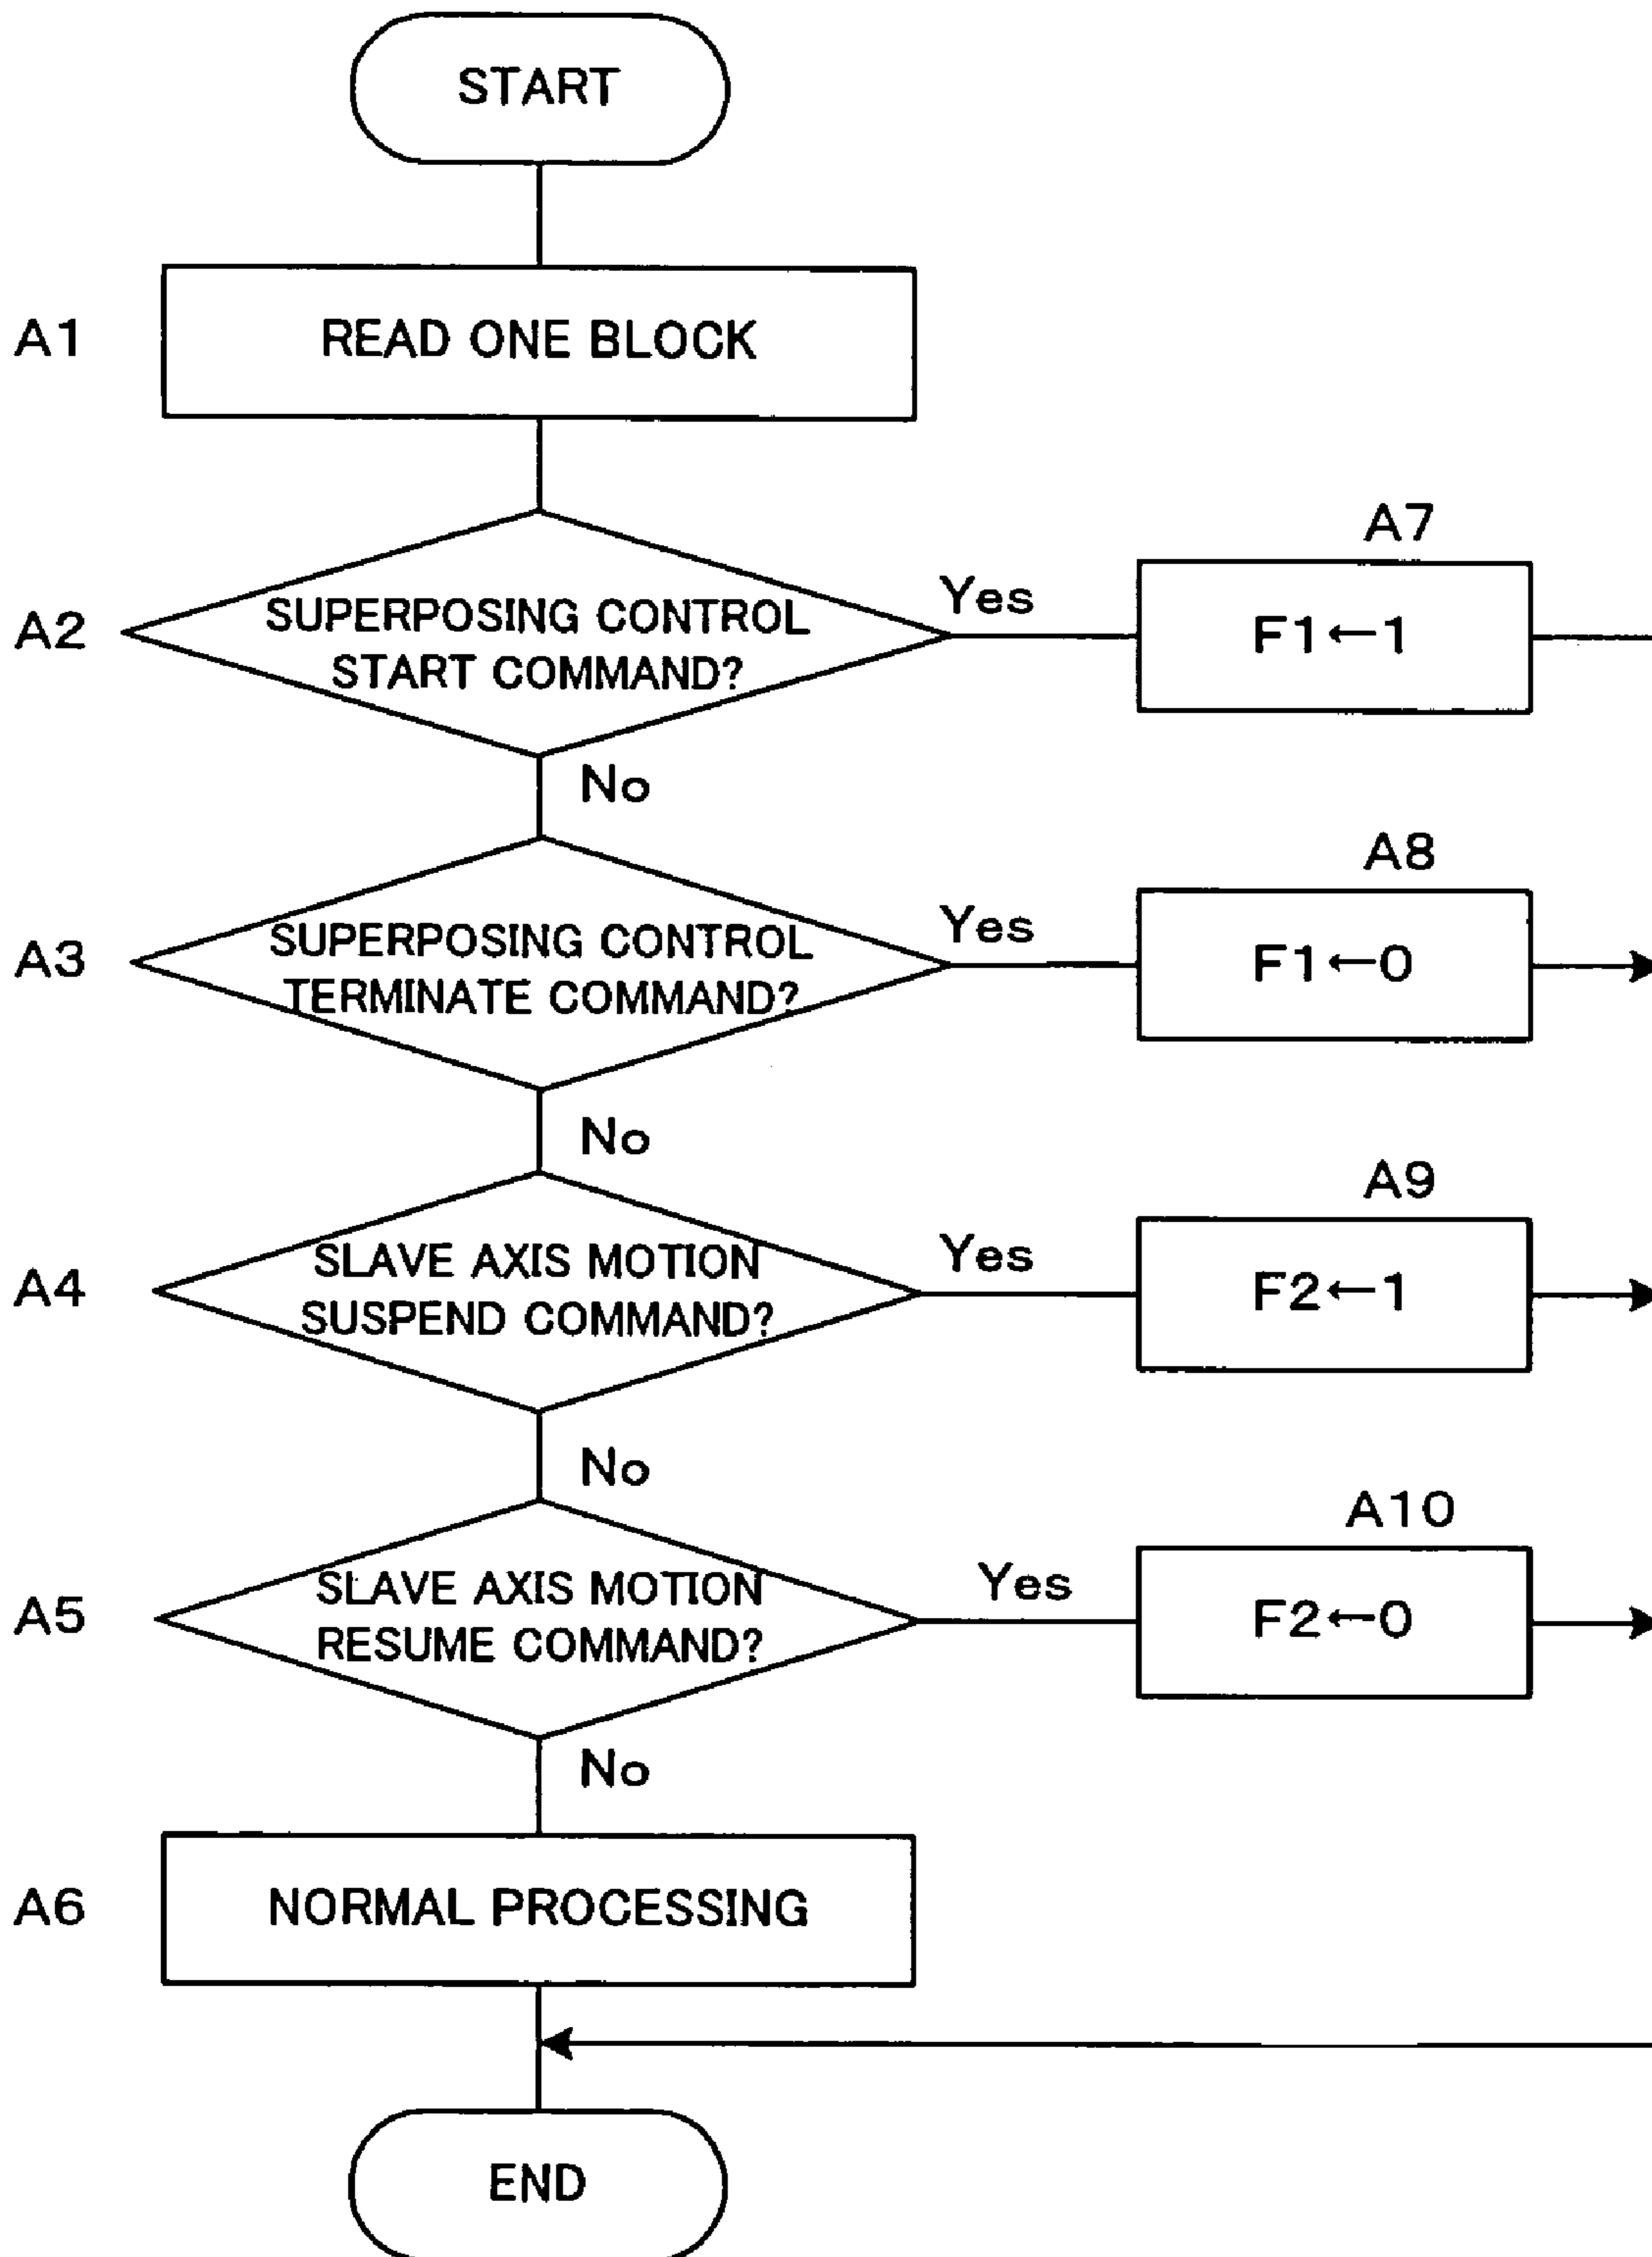 START
A1
READ ONE BLOCK
A2
SUPERPOSING CONTROL
START COMMAND?
Yes
A7
F1←1
No
A3
SUPERPOSING CONTROL
TERMINATE COMMAND?
Yes
A8
F1←0
No
A4
SLAVE AXIS MOTION
SUSPEND COMMAND?
Yes
A9
F2←1
No
A5
SLAVE AXIS MOTION
RESUME COMMAND?
Yes
A10
F2←0
No
A6
NORMAL PROCESSING
END